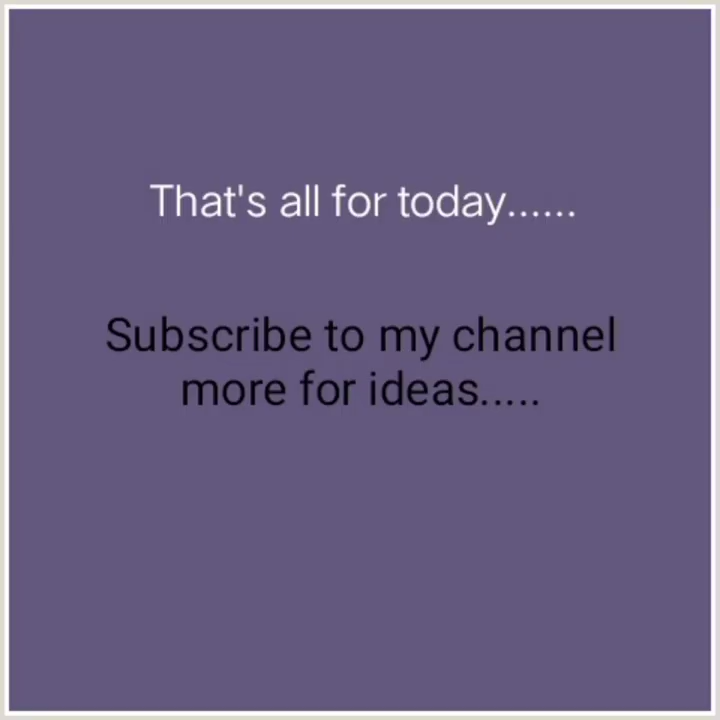 That's all for today......
Subscribe to my channel
more for ideas.....